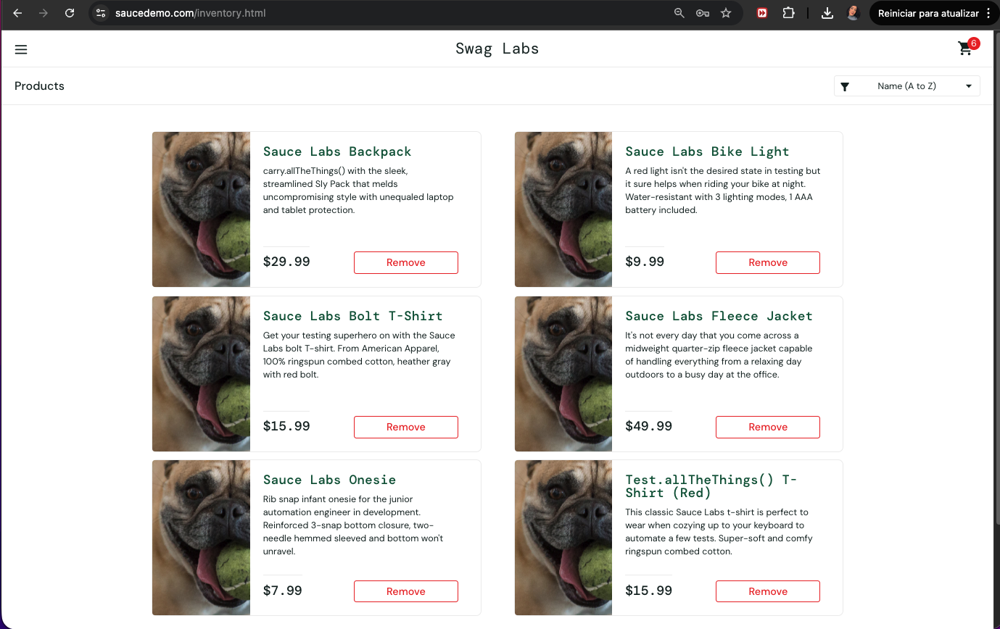 saucedemo.com/inventory.html
Reiniciar para atualizar
Swag Labs
6
Products
Name (A to Z)
Sauce Labs Backpack
carry.allTheThings() with the sleek,
streamlined Sly Pack that melds
uncompromising style with unequaled laptop
and tablet protection.
$29.99
Remove
Sauce Labs Bike Light
A red light isn't the desired state in testing but
it sure helps when riding your bike at night.
Water-resistant with 3 lighting modes, 1 AAA
battery included.
$9.99
Remove
Sauce Labs Bolt T-Shirt
Get your testing superhero on with the Sauce
Labs bolt T-shirt. From American Apparel,
100% ringspun combed cotton, heather gray
with red bolt.
$15.99
Remove
Sauce Labs Fleece Jacket
It's not every day that you come across a
midweight quarter-zip fleece jacket capable
of handling everything from a relaxing day
outdoors to a busy day at the office.
$49.99
Remove
Sauce Labs Onesie
Rib snap infant onesie for the junior
automation engineer in development.
Reinforced 3-snap bottom closure, two-
needle hemmed sleeved and bottom won't
unravel.
$7.99
Remove
Test.allTheThings() T-
Shirt (Red)
This classic Sauce Labs t-shirt is perfect to
wear when cozying up to your keyboard to
automate a few tests. Super-soft and comfy
ringspun combed cotton.
$15.99
Remove